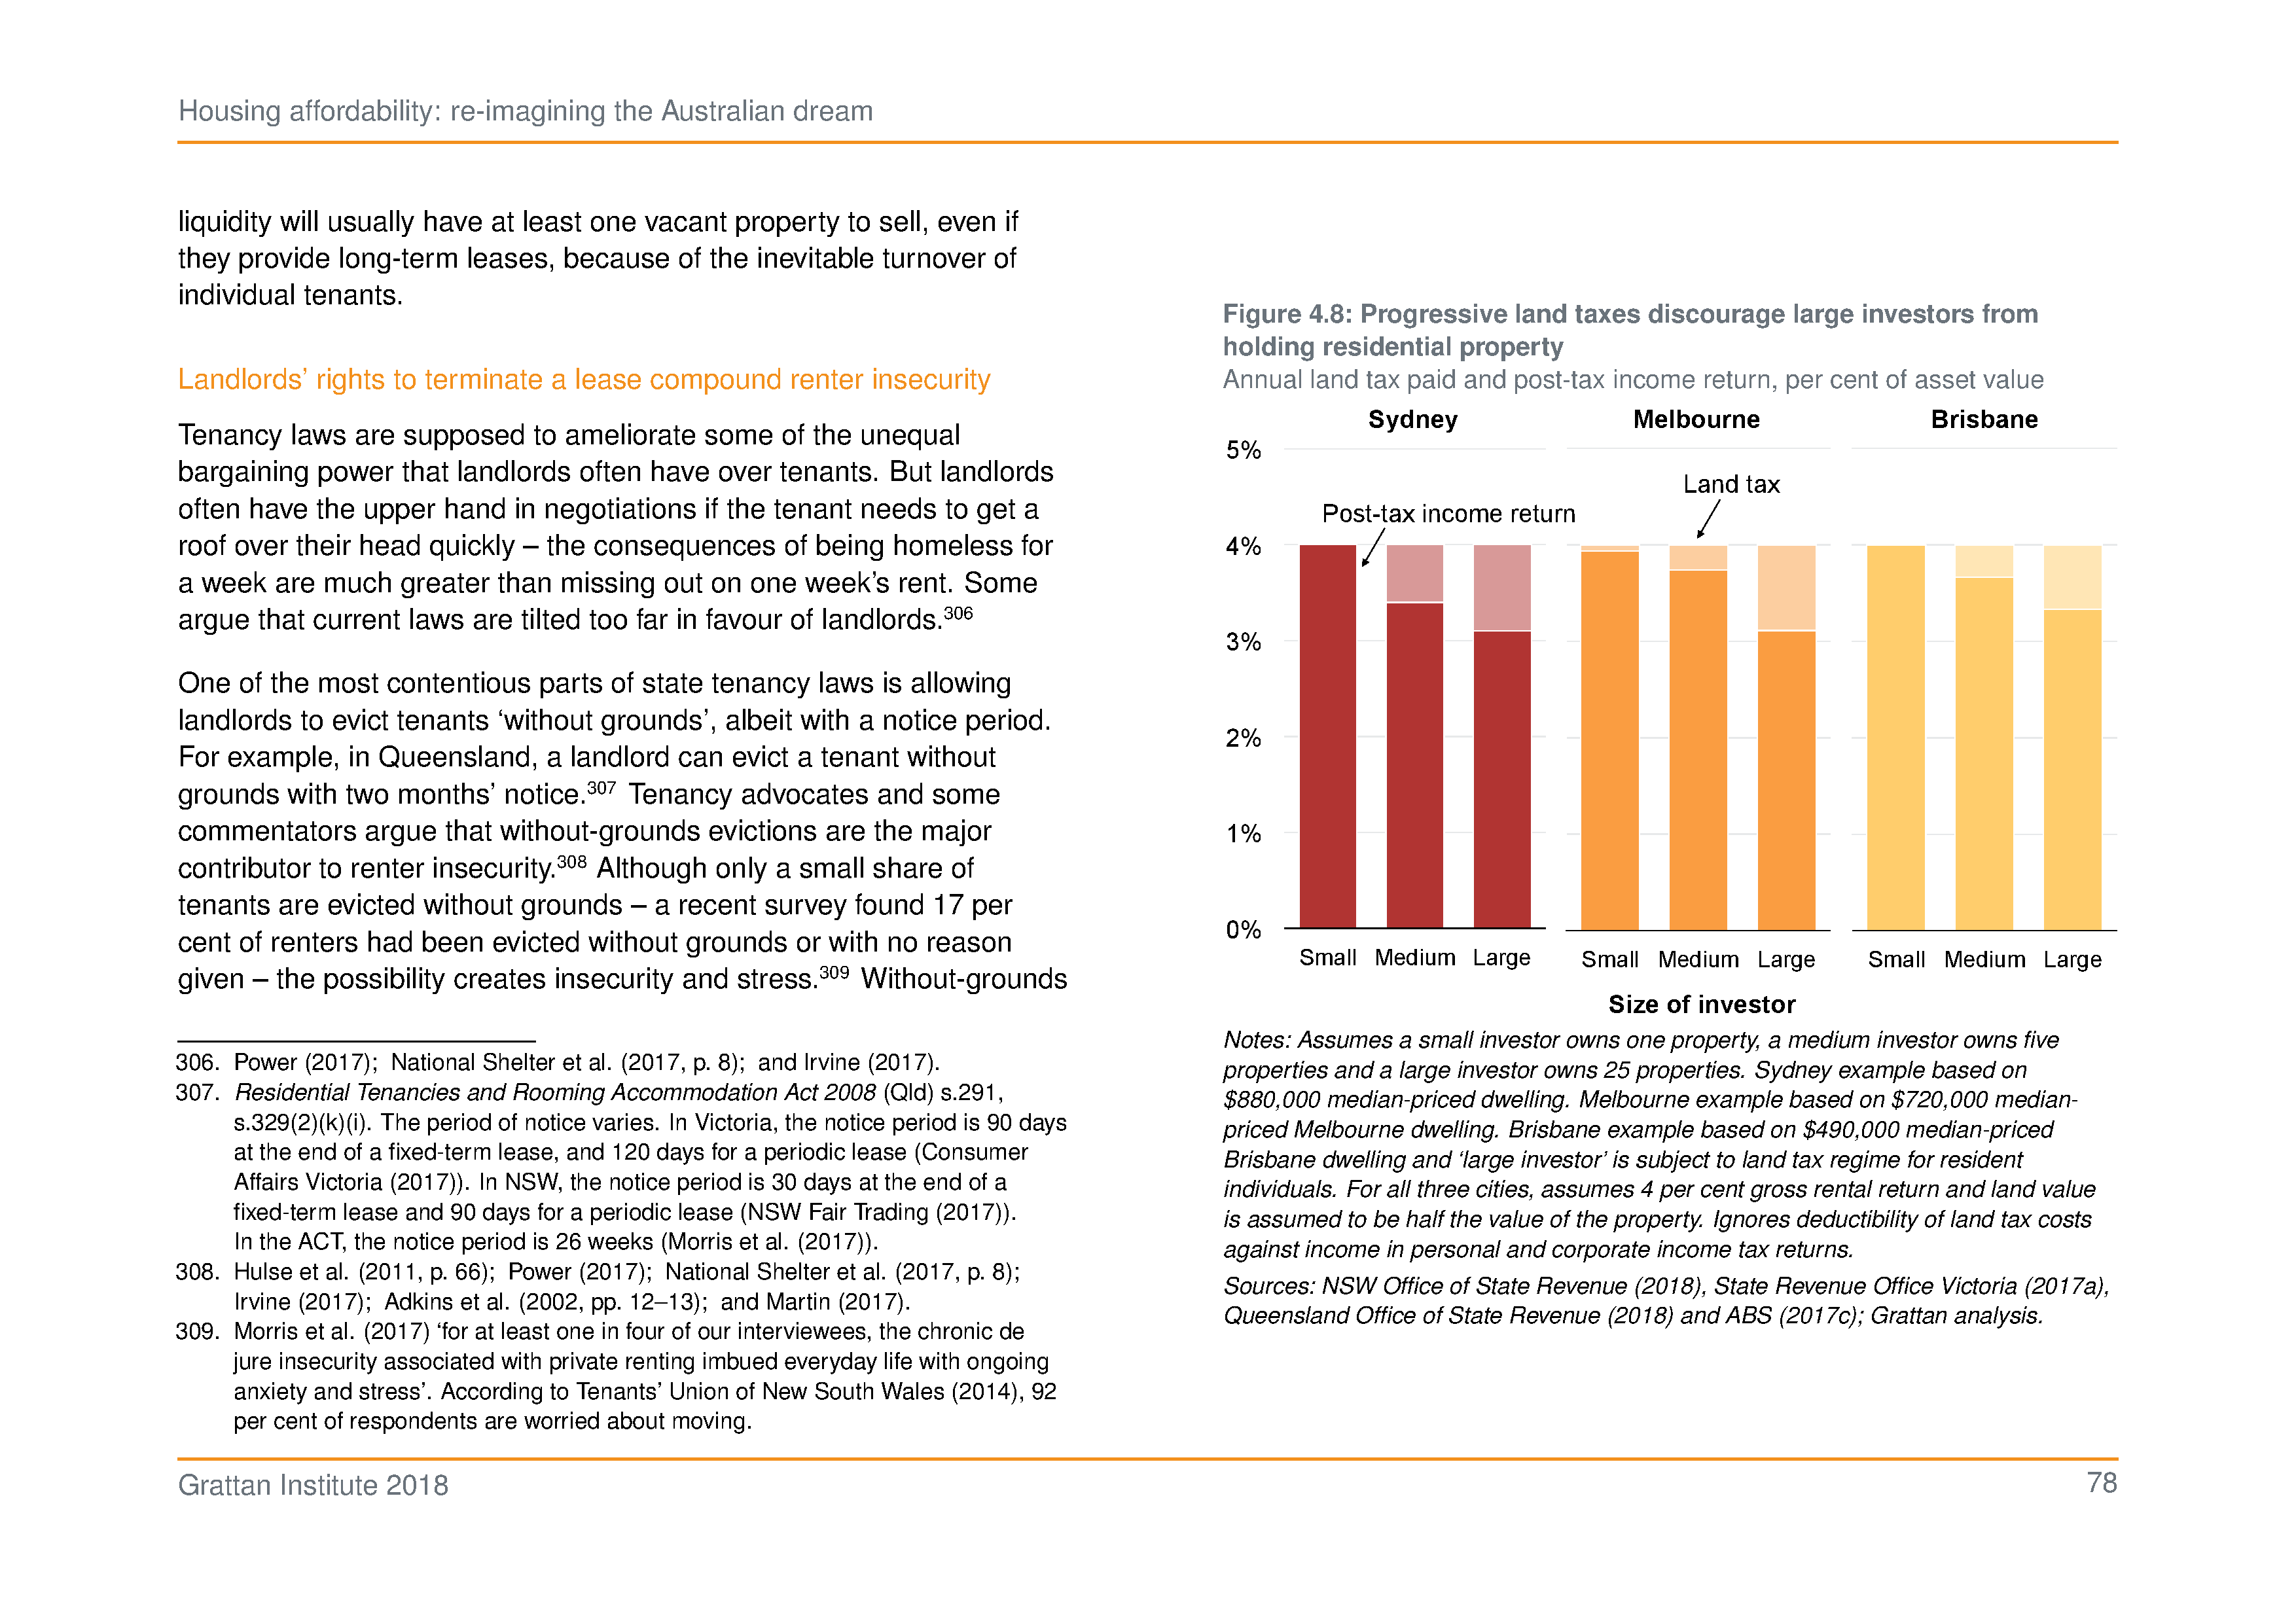 Housing affordability: re-imagining the Australian dream
liquidity will usually have at least one vacant property to sell, even if
they provide long-term leases, because of the inevitable turnover of
individual tenants.
Landlords’ rights to terminate a lease compound renter insecurity
Tenancy laws are supposed to ameliorate some of the unequal
bargaining power that landlords often have over tenants. But landlords
often have the upper hand in negotiations if the tenant needs to get a
roof over their head quickly – the consequences of being homeless for
a week are much greater than missing out on one week’s rent. Some
argue that current laws are tilted too far in favour of landlords.306
One of the most contentious parts of state tenancy laws is allowing
landlords to evict tenants ‘without grounds’, albeit with a notice period.
For example, in Queensland, a landlord can evict a tenant without
grounds with two months’ notice.307 Tenancy advocates and some
commentators argue that without-grounds evictions are the major
contributor to renter insecurity.308 Although only a small share of
tenants are evicted without grounds – a recent survey found 17 per
cent of renters had been evicted without grounds or with no reason
given – the possibility creates insecurity and stress.309 Without-grounds
306. Power (2017); National Shelter et al. (2017, p. 8); and Irvine (2017).
307. Residential Tenancies and Rooming Accommodation Act 2008 (Qld) s.291,
s.329(2)(k)(i). The period of notice varies. In Victoria, the notice period is 90 days
at the end of a fixed-term lease, and 120 days for a periodic lease (Consumer
Affairs Victoria (2017)). In NSW, the notice period is 30 days at the end of a
fixed-term lease and 90 days for a periodic lease (NSW Fair Trading (2017)).
In the ACT, the notice period is 26 weeks (Morris et al. (2017)).
308. Hulse et al. (2011, p. 66); Power (2017); National Shelter et al. (2017, p. 8);
Irvine (2017); Adkins et al. (2002, pp. 12–13); and Martin (2017).
309. Morris et al. (2017) ‘for at least one in four of our interviewees, the chronic de
jure insecurity associated with private renting imbued everyday life with ongoing
anxiety and stress’. According to Tenants’ Union of New South Wales (2014), 92
per cent of respondents are worried about moving.
Figure 4.8: Progressive land taxes discourage large investors from
holding residential property
Annual land tax paid and post-tax income return, per cent of asset value
Sydney Melbourne Brisbane
5%
Land tax
Post-tax income return
4%
3%
2%
1%
0%
Small Medium Large Small Medium Large Small Medium Large
Size of investor
Notes: Assumes a small investor owns one property, a medium investor owns five
properties and a large investor owns 25 properties. Sydney example based on
$880,000 median-priced dwelling. Melbourne example based on $720,000 median-
priced Melbourne dwelling. Brisbane example based on $490,000 median-priced
Brisbane dwelling and ‘large investor’ is subject to land tax regime for resident
individuals. For all three cities, assumes 4 per cent gross rental return and land value
is assumed to be half the value of the property. Ignores deductibility of land tax costs
against income in personal and corporate income tax returns.
Sources: NSW Office of State Revenue (2018), State Revenue Office Victoria (2017a),
Queensland Office of State Revenue (2018) and ABS (2017c); Grattan analysis.
Grattan Institute 2018
78